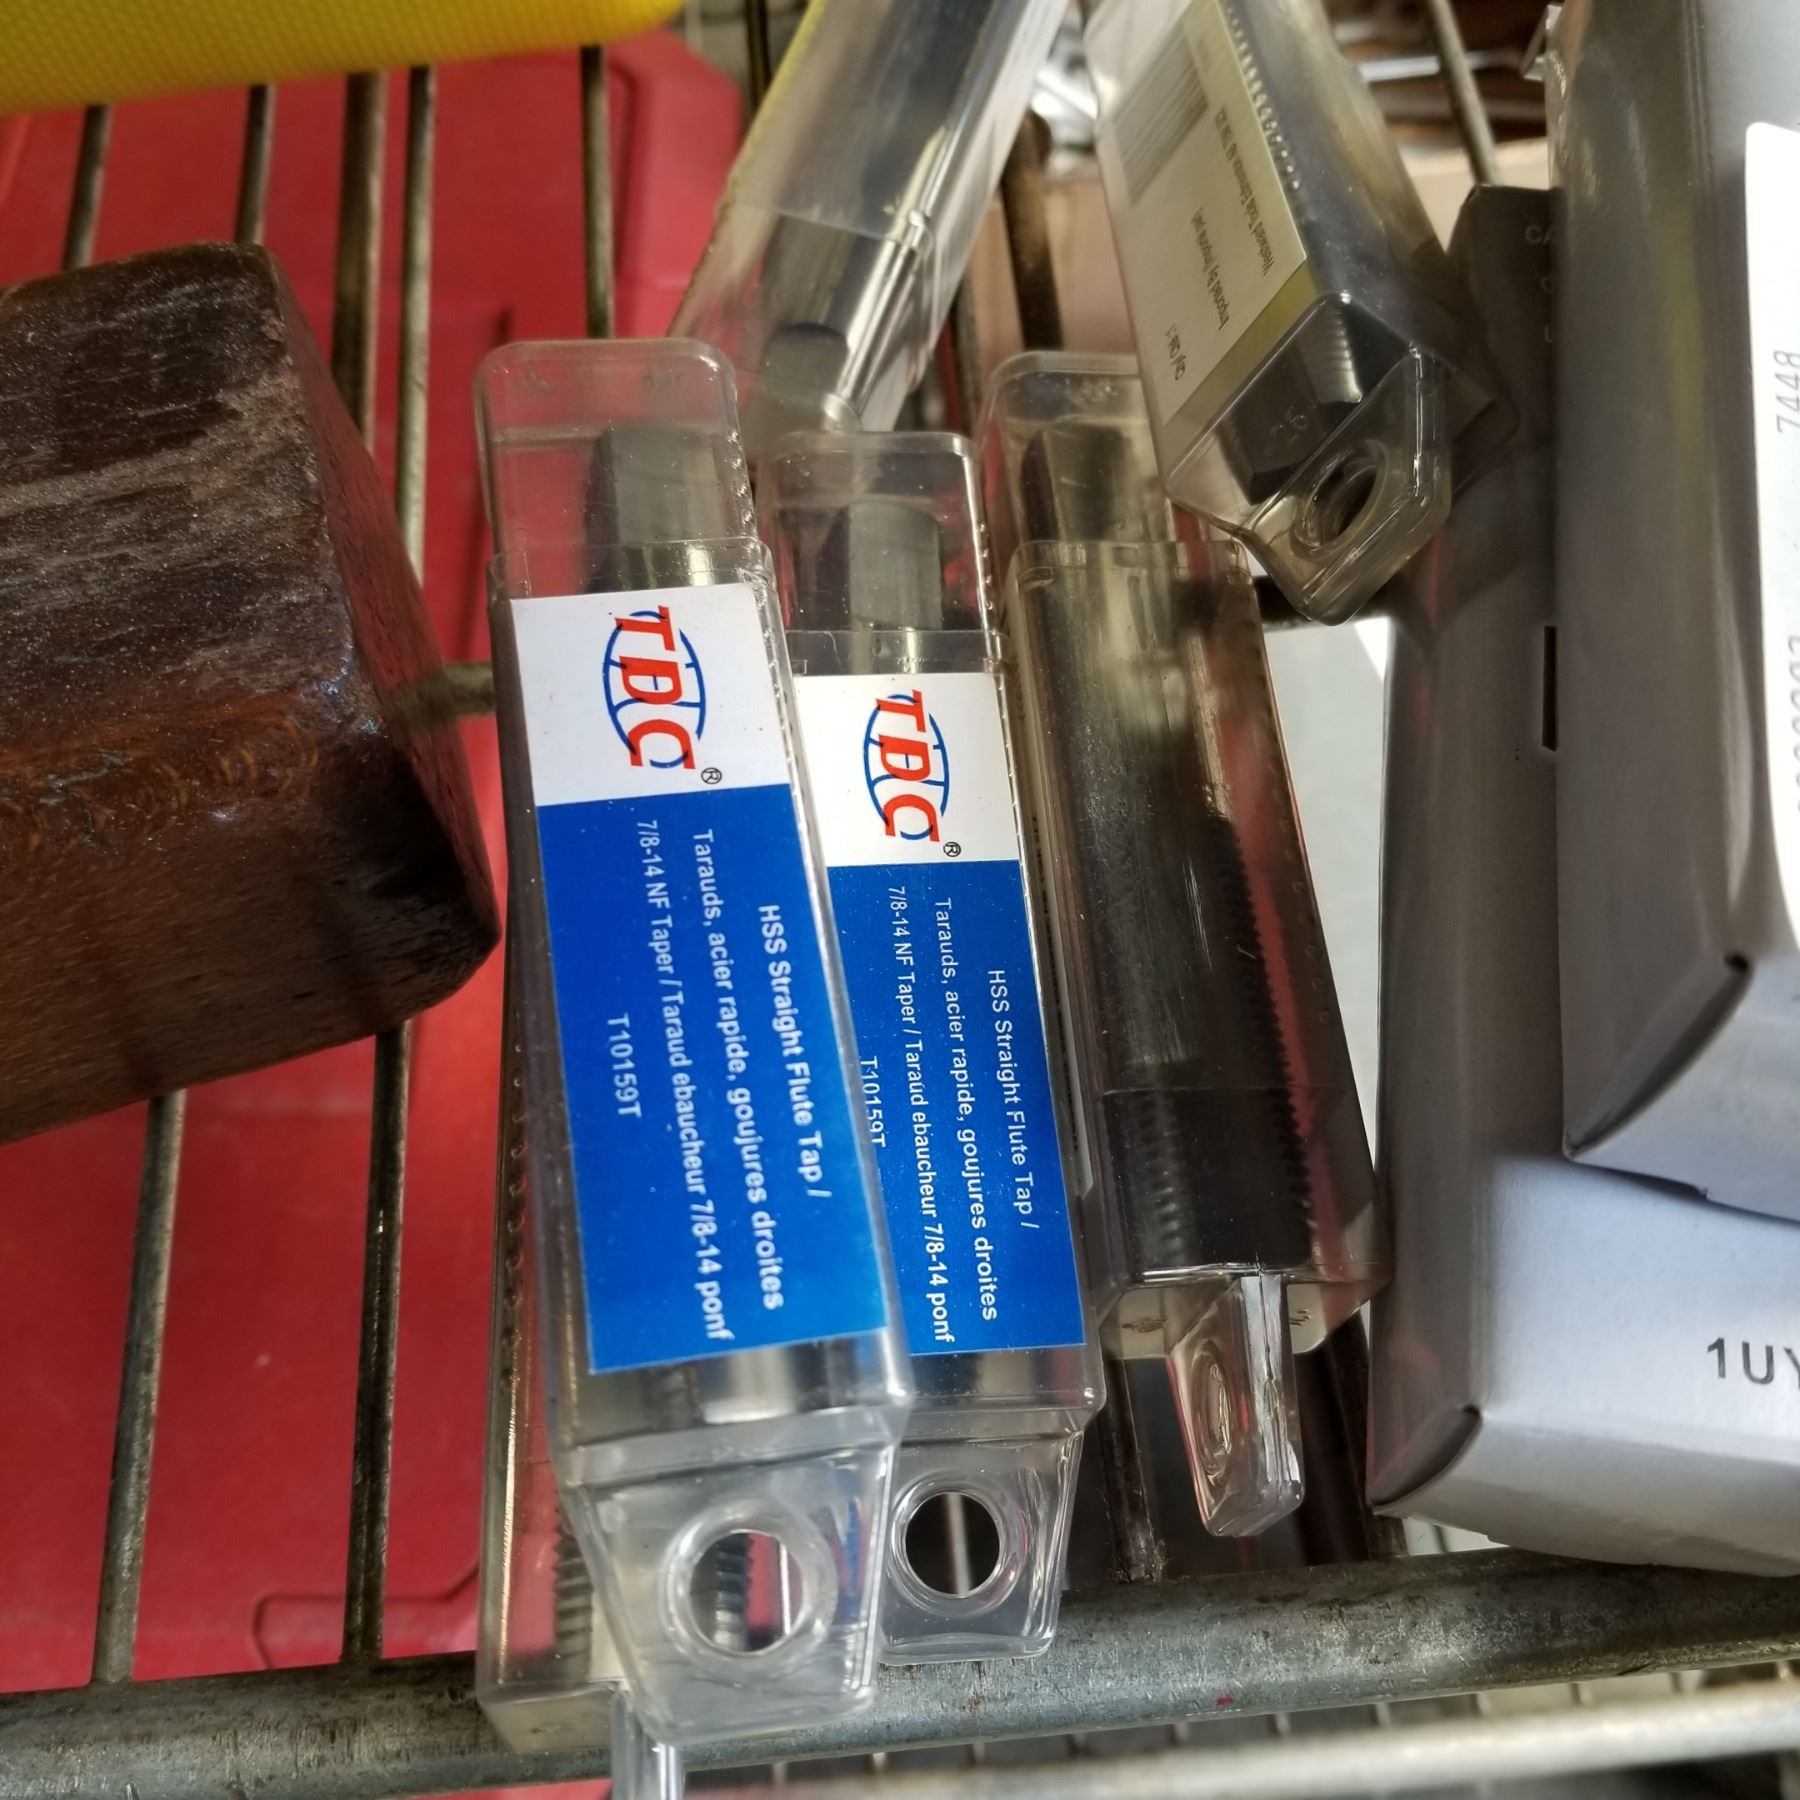 TDC®
HSS Straight Flute Tap /
Tarauds, acier rapide, goujures droites
7/8-14 NF Taper / Taraud ebaucheur 7/8-14 ponf
T10159T
TDC®
HSS Straight Flute Tap /
Tarauds, acier rapide, goujures droites
7/8-14 NF Taper / Taraud ebaucheur 7/8-14 ponf
T10159T
Imported By
7448
1UY